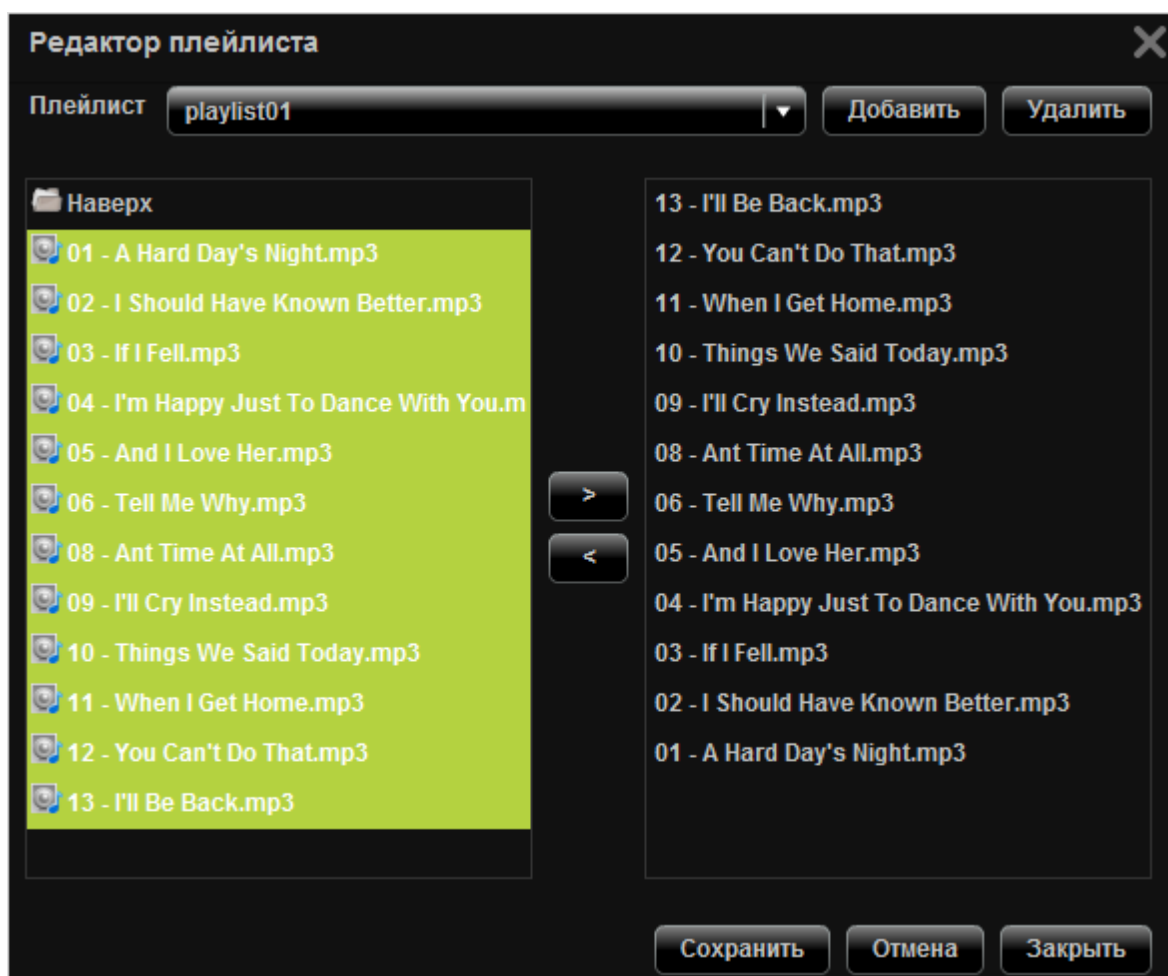 Редактор плейлиста
Плейлист playlist01 Добавить Удалить
Наверх
01 - A Hard Day's Night.mp3
02 - I Should Have Known Better.mp3
03 - If I Fell.mp3
04 - I'm Happy Just To Dance With You.m
05 - And I Love Her.mp3
06 - Tell Me Why.mp3
08 - Ant Time At All.mp3
09 - I'll Cry Instead.mp3
10 - Things We Said Today.mp3
11 - When I Get Home.mp3
12 - You Can't Do That.mp3
13 - I'll Be Back.mp3
>
<
13 - I'll Be Back.mp3
12 - You Can't Do That.mp3
11 - When I Get Home.mp3
10 - Things We Said Today.mp3
09 - I'll Cry Instead.mp3
08 - Ant Time At All.mp3
06 - Tell Me Why.mp3
05 - And I Love Her.mp3
04 - I'm Happy Just To Dance With You.mp3
03 - If I Fell.mp3
02 - I Should Have Known Better.mp3
01 - A Hard Day's Night.mp3
Сохранить Отмена Закрыть